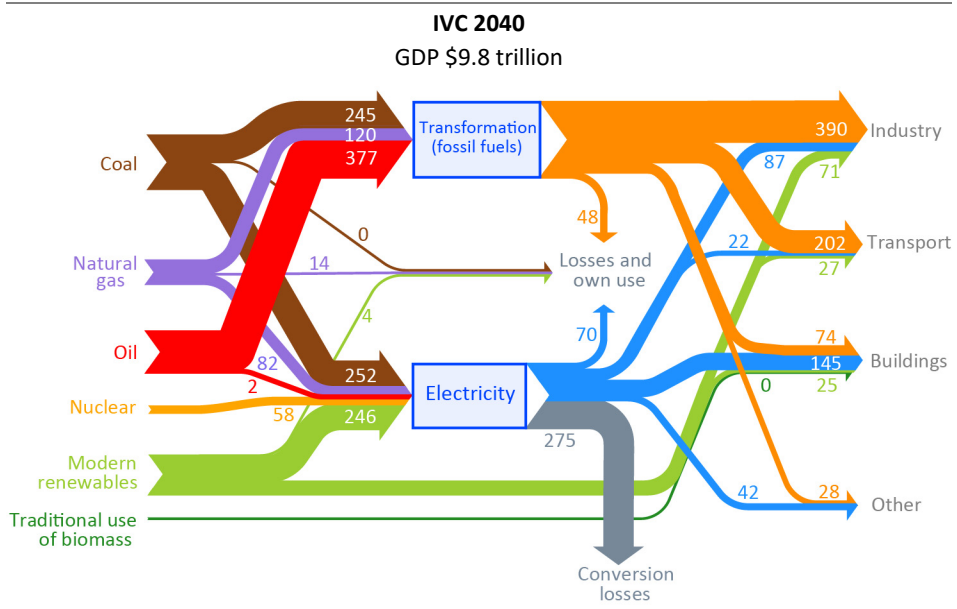 IVC 2040
GDP $9.8 trillion
245
120
377
Transformation
(fossil fuels)
390
Industry
87
71
Coal
0
48
22
202
Transport
27
Natural
gas
14
Losses and
own use
4
70
74
145
Buildings
0
25
Oil
82
2
252
Electricity
Nuclear
58
246
275
Modern
renewables
42
28
Other
Traditional use
of biomass
Conversion
losses